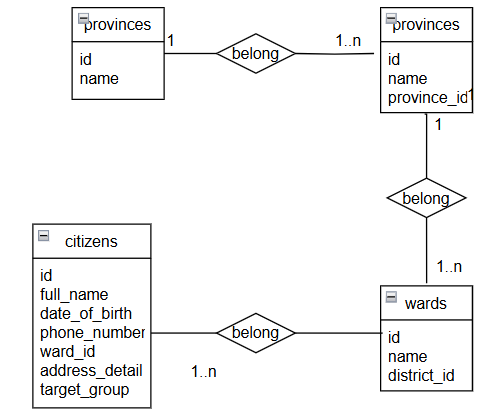 provinces
id
name
1
belong
1..n
provinces
id
name
province_id
1
1
belong
1..n
citizens
id
full_name
date_of_birth
phone_number
ward_id
address_detail
target_group
belong
1..n
wards
id
name
district_id